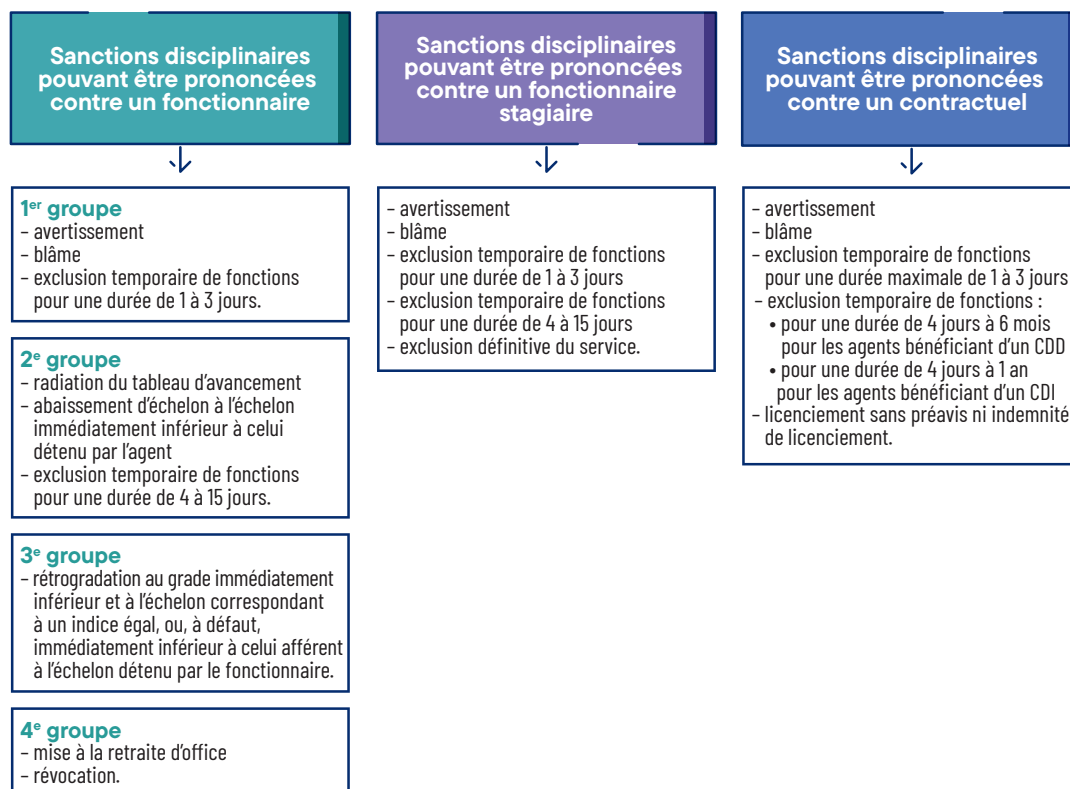 Sanctions disciplinaires
pouvant être prononcées
contre un fonctionnaire
1er groupe
– avertissement
– blâme
– exclusion temporaire de fonctions
pour une durée de 1 à 3 jours.
2e groupe
– radiation du tableau d’avancement
– abaissement d’échelon à l’échelon
immédiatement inférieur à celui
détenu par l’agent
– exclusion temporaire de fonctions
pour une durée de 4 à 15 jours.
3e groupe
– rétrogradation au grade immédiatement
inférieur et à l’échelon correspondant
à un indice égal, ou, à défaut,
immédiatement inférieur à celui afférent
à l’échelon détenu par le fonctionnaire.
4e groupe
– mise à la retraite d’office
– révocation.
Sanctions disciplinaires
pouvant être prononcées
contre un fonctionnaire
stagiaire
– avertissement
– blâme
– exclusion temporaire de fonctions
pour une durée de 1 à 3 jours
– exclusion temporaire de fonctions
pour une durée de 4 à 15 jours
– exclusion définitive du service.
Sanctions disciplinaires
pouvant être prononcées
contre un contractuel
– avertissement
– blâme
– exclusion temporaire de fonctions
pour une durée maximale de 1 à 3 jours
– exclusion temporaire de fonctions :
• pour une durée de 4 jours à 6 mois
pour les agents bénéficiant d’un CDD
• pour une durée de 4 jours à 1 an
pour les agents bénéficiant d’un CDI
– licenciement sans préavis ni indemnité
de licenciement.